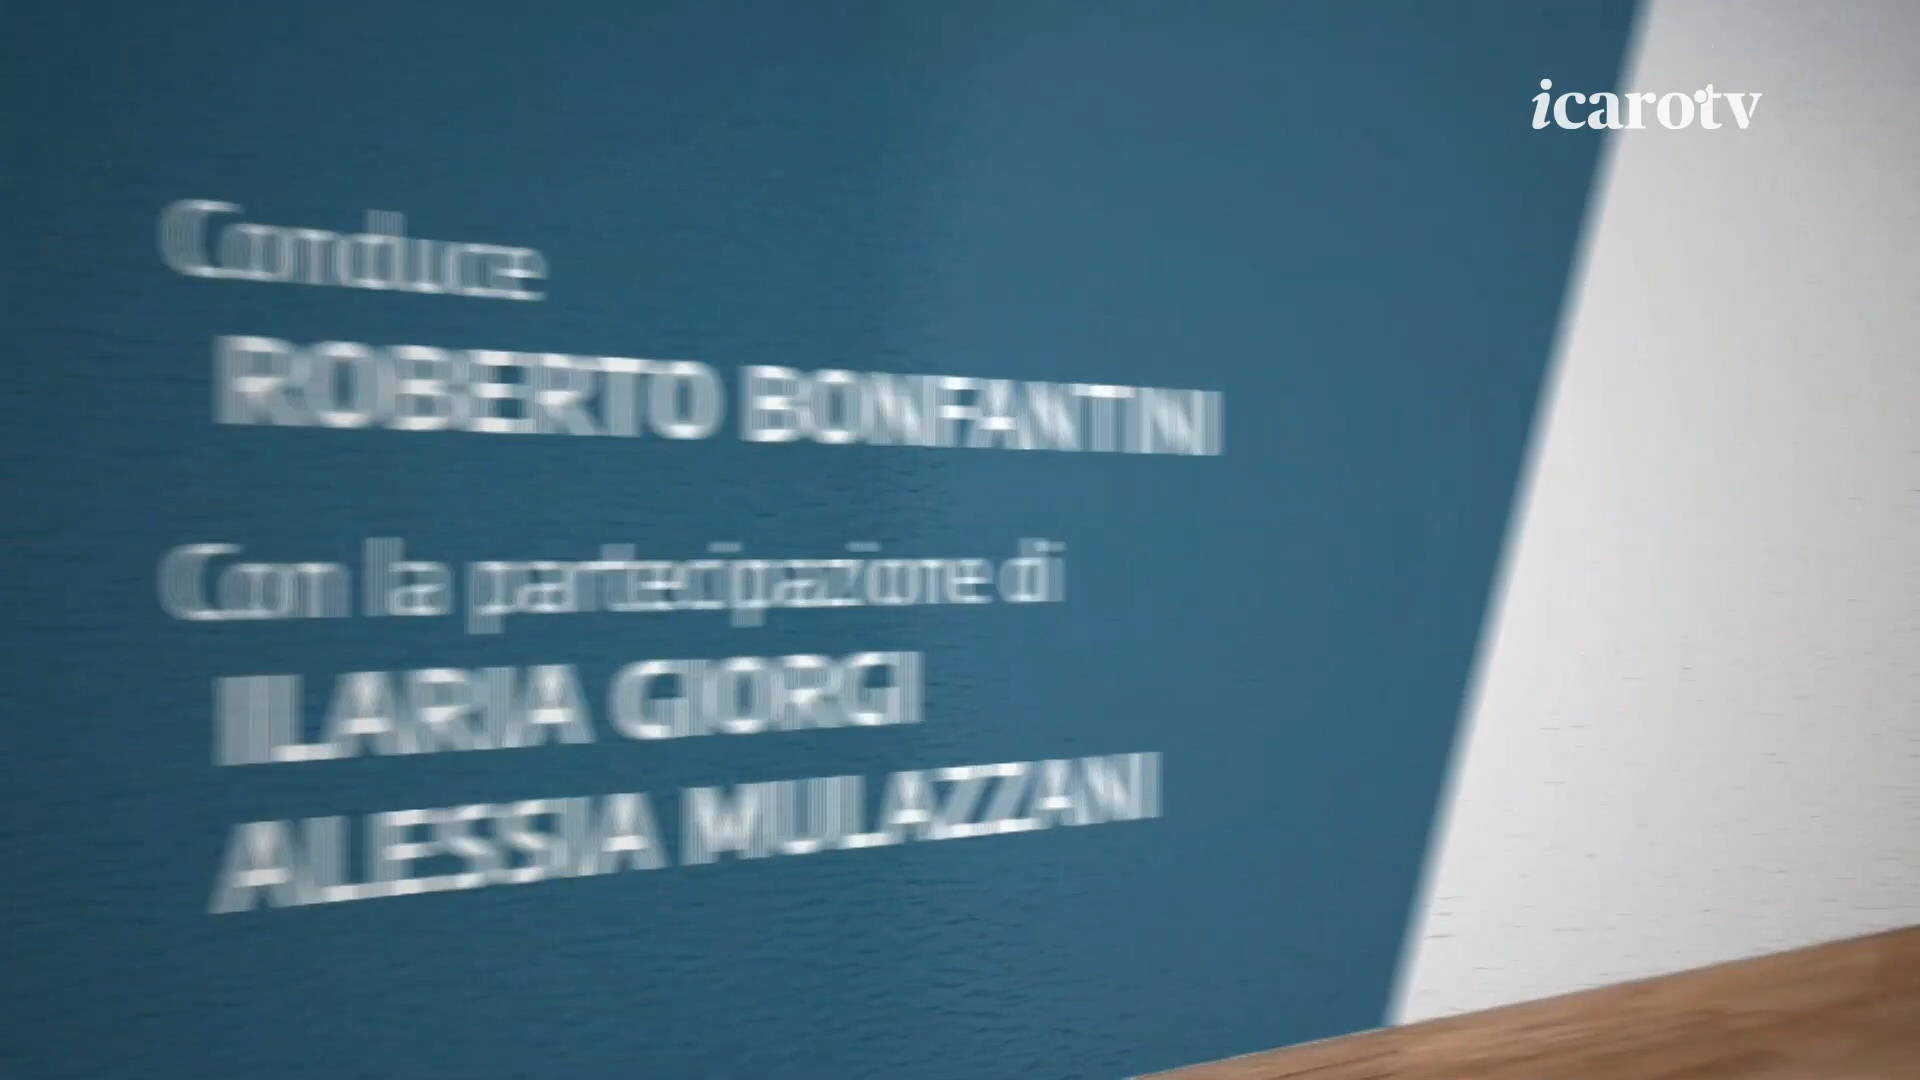 icarotv
Conduce
ROBERTO BONFANTINI
Con la partecipazione di
ILARIA GIORGI
ALESSIA MULAZZANI